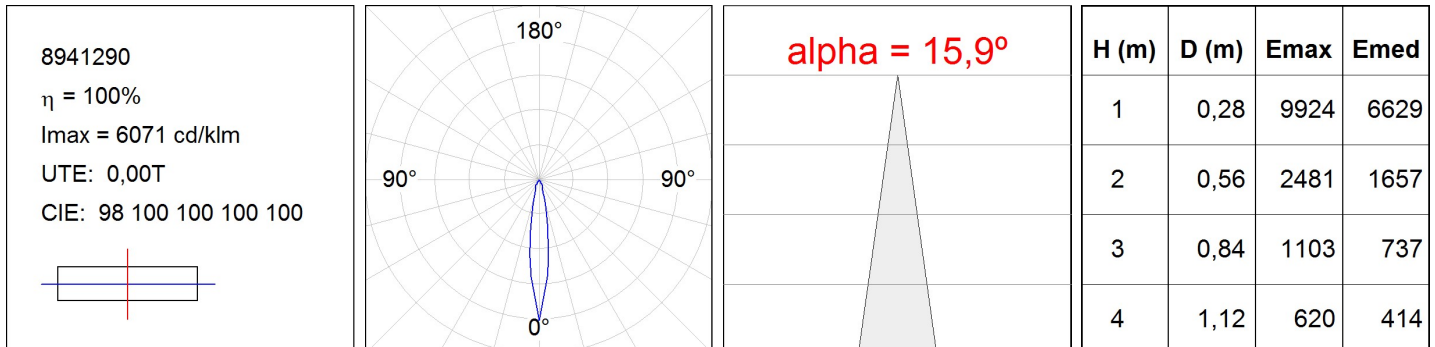 8941290
η = 100%
Imax = 6071 cd/klm
UTE:  0,00T
CIE:  98 100 100 100 100
180°
90° 90°
0°
alpha = 15,9º
H (m) D (m) Emax Emed
1 0,28 9924 6629
2 0,56 2481 1657
3 0,84 1103 737
4 1,12 620 414